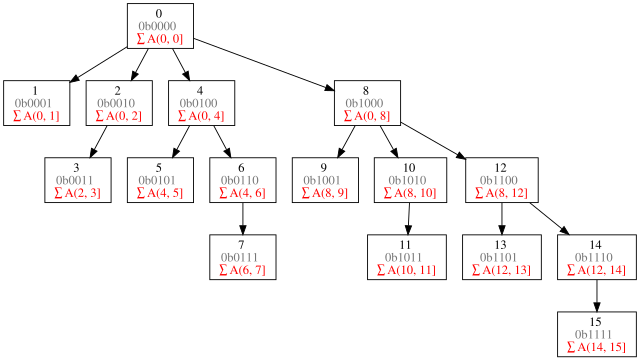 0
0b0000
∑ A(0, 0]
1
0b0001
∑ A(0, 1]
2
0b0010
∑ A(0, 2]
4
0b0100
∑ A(0, 4]
8
0b1000
∑ A(0, 8]
3
0b0011
∑ A(2, 3]
5
0b0101
∑ A(4, 5]
6
0b0110
∑ A(4, 6]
9
0b1001
∑ A(8, 9]
10
0b1010
∑ A(8, 10]
12
0b1100
∑ A(8, 12]
7
0b0111
∑ A(6, 7]
11
0b1011
∑ A(10, 11]
13
0b1101
∑ A(12, 13]
14
0b1110
∑ A(12, 14]
15
0b1111
∑ A(14, 15]